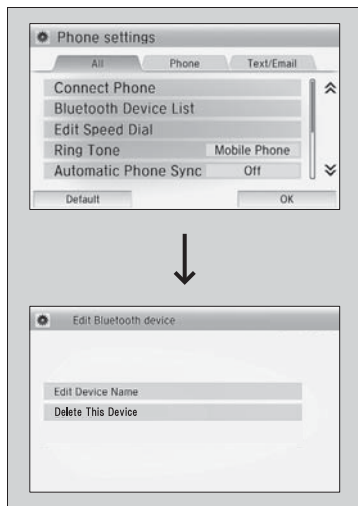 Phone settings
All Phone Text/Email
Connect Phone
Bluetooth Device List
Edit Speed Dial
Ring Tone Mobile Phone
Automatic Phone Sync Off
Default OK
Edit Bluetooth device
Edit Device Name
Delete This Device